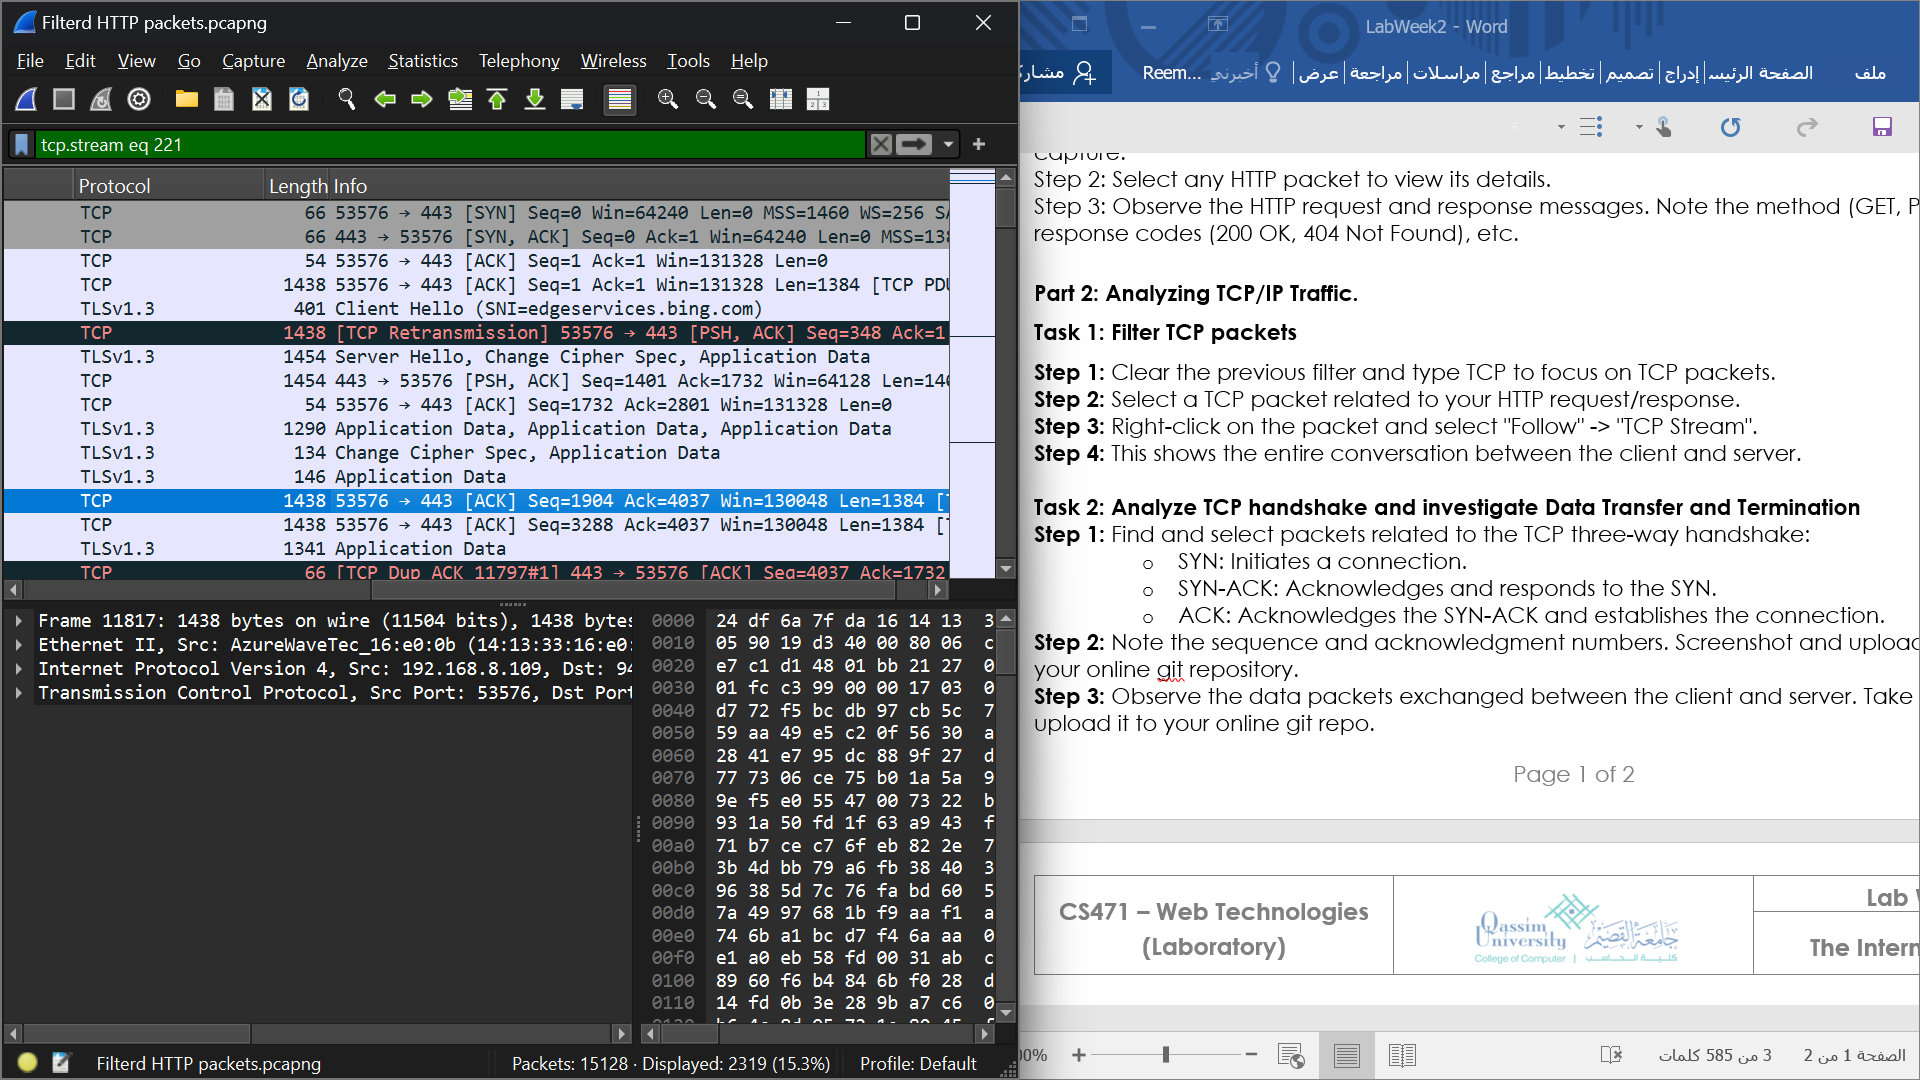 Filterd HTTP packets.pcapng
File Edit View Go Capture Analyze Statistics Telephony Wireless Tools Help
tcp.stream eq 221
Protocol Length Info
TCP 66 53576 → 443 [SYN] Seq=0 Win=64240 Len=0 MSS=1460 WS=256
TCP 66 443 → 53576 [SYN, ACK] Seq=0 Ack=1 Win=64240 Len=0
TCP 54 53576 → 443 [ACK] Seq=1 Ack=1 Win=131328 Len=0
TCP 1438 53576 → 443 [ACK] Seq=1 Ack=1 Win=131328 Len=1384 [TCP
TLSv1.3 401 Client Hello (SNI=edgeservices.bing.com)
TCP 1438 [TCP Retransmission] 53576 → 443 [PSH, ACK] Seq=348 Ack=1
TLSv1.3 1454 Server Hello, Change Cipher Spec, Application Data
TCP 1454 443 → 53576 [PSH, ACK] Seq=1401 Ack=1732 Win=64128
TCP 54 53576 → 443 [ACK] Seq=1732 Ack=2801 Win=131328 Len=0
TLSv1.3 1290 Application Data, Application Data, Application Data
TLSv1.3 134 Change Cipher Spec, Application Data
TLSv1.3 146 Application Data
TCP 1438 53576 → 443 [ACK] Seq=1904 Ack=4037 Win=130048 Len=1384 [
TCP 1438 53576 → 443 [ACK] Seq=3288 Ack=4037 Win=130048 Len=1384 [
TLSv1.3 1341 Application Data
TCP 66 [TCP Dup ACK 11797#1] 443 → 53576 [ACK] Seq=4037 Ack=1732
Frame 11817: 1438 bytes on wire (11504 bits), 1438 bytes
Ethernet II, Src: AzureWaveTec_16:e0:0b (14:13:33:16:e0:
Internet Protocol Version 4, Src: 192.168.8.109, Dst: 94
Transmission Control Protocol, Src Port: 53576, Dst Port
0000 24 df 6a 7f da 16 14 13 3
0010 05 90 19 d3 40 00 80 06 c
0020 e7 c1 d1 48 01 bb 21 27 0
0030 01 fc c3 99 00 00 17 03 0
0040 d7 72 f5 bc db 97 cb 5c 7
0050 59 aa 49 e5 c2 0f 56 30 a
0060 28 41 e7 95 dc 88 9f 27 d
0070 77 73 06 ce 75 b0 1a 5a 9
0080 9e f5 e0 55 47 00 73 22 b
0090 93 1a 50 fd 1f 63 a9 43 f
00a0 71 b7 ce c7 6f eb 82 2e 7
00b0 3b 4d bb 79 a6 fb 38 40 3
00c0 96 38 5d 7c 76 fa bd 60 5
00d0 7a 49 97 68 1b f9 aa f1 a
00e0 74 6b a1 bc d7 f4 6a aa 0
00f0 e1 a0 eb 58 fd 00 31 ab c
0100 89 60 f6 b4 84 6b f0 28 d
0110 14 fd 0b 3e 28 9b a7 c6 0
Filterd HTTP packets.pcapng
Packets: 15128 · Displayed: 2319 (15.3%)
Profile: Default
LabWeek2 - Word
ملف الصفحة الرئيسية إدراج تصميم تخطيط مراجع مراسلات مراجعة عرض أخبرني Reem... مشارك
capture.
Step 2: Select any HTTP packet to view its details.
Step 3: Observe the HTTP request and response messages. Note the method (GET, P
response codes (200 OK, 404 Not Found), etc.
Part 2: Analyzing TCP/IP Traffic.
Task 1: Filter TCP packets
Step 1: Clear the previous filter and type TCP to focus on TCP packets.
Step 2: Select a TCP packet related to your HTTP request/response.
Step 3: Right-click on the packet and select "Follow" -> "TCP Stream".
Step 4: This shows the entire conversation between the client and server.
Task 2: Analyze TCP handshake and investigate Data Transfer and Termination
Step 1: Find and select packets related to the TCP three-way handshake:
o SYN: Initiates a connection.
o SYN-ACK: Acknowledges and responds to the SYN.
o ACK: Acknowledges the SYN-ACK and establishes the connection.
Step 2: Note the sequence and acknowledgment numbers. Screenshot and upload
your online git repository.
Step 3: Observe the data packets exchanged between the client and server. Take
upload it to your online git repo.
Page 1 of 2
CS471 – Web Technologies
(Laboratory)
Qassim University جامعة القصيم
College of Computer | كلية الحاسب
Lab
The Intern
الصفحة 1 من 2
3 من 585 كلمات